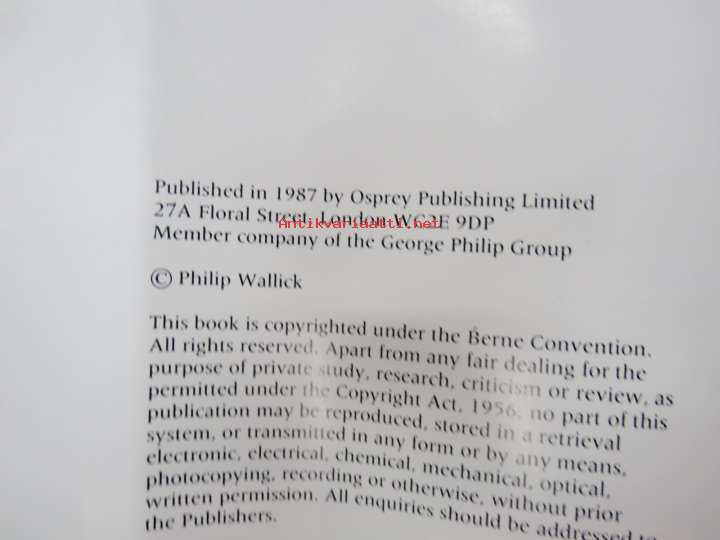 Published in 1987 by Osprey Publishing Limited
27A Floral Street, London WC2E 9DP
Antikvariaatti.net
Member company of the George Philip Group
© Philip Wallick
This book is copyrighted under the Berne Convention.
All rights reserved. Apart from any fair dealing for the
purpose of private study, research, criticism or review, as
permitted under the Copyright Act, 1956, no part of this
publication may be reproduced, stored in a retrieval
system, or transmitted in any form or by any means,
electronic, electrical, chemical, mechanical, optical,
photocopying, recording or otherwise, without prior
written permission. All enquiries should be addressed to
the Publishers.